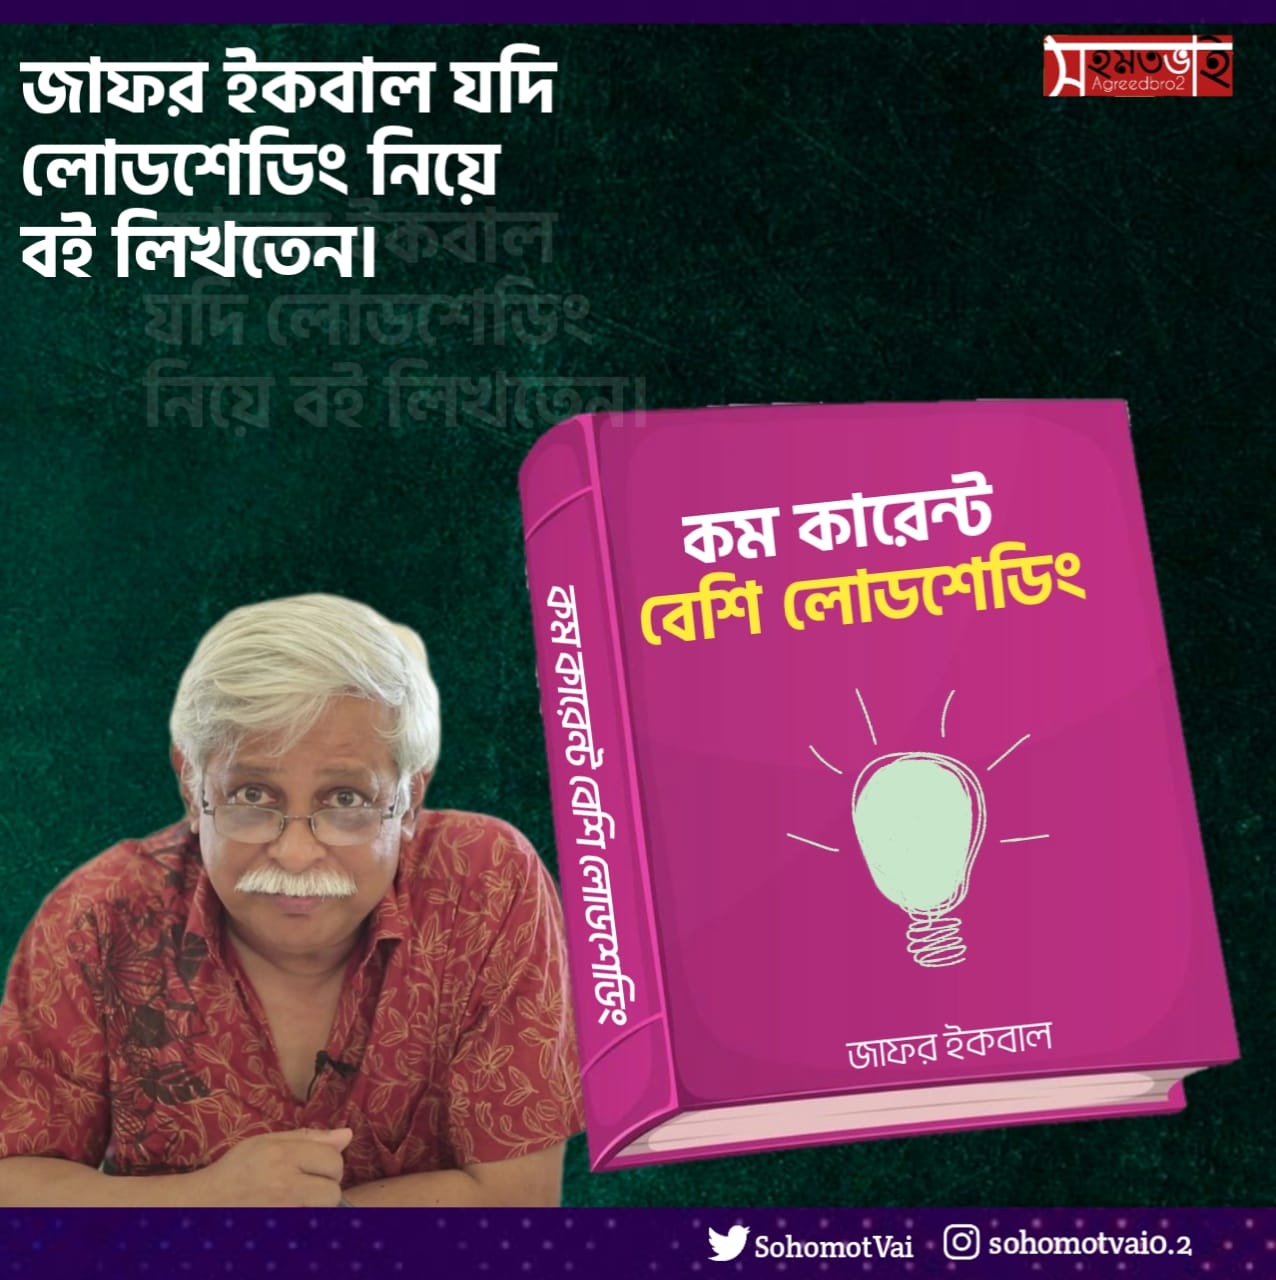 জাফর ইকবাল যদি
লোডশেডিং নিয়ে
বই লিখতেন।
সহমতভাই
Agreedbro2
জাফর ইকবাল
যদি লোডশেডিং
নিয়ে বই লিখতেন।
কম কারেন্ট
বেশি লোডশেডিং
কম কারেন্ট বেশি লোডশেডিং
জাফর ইকবাল
SohomotVai
sohomotvai0.2